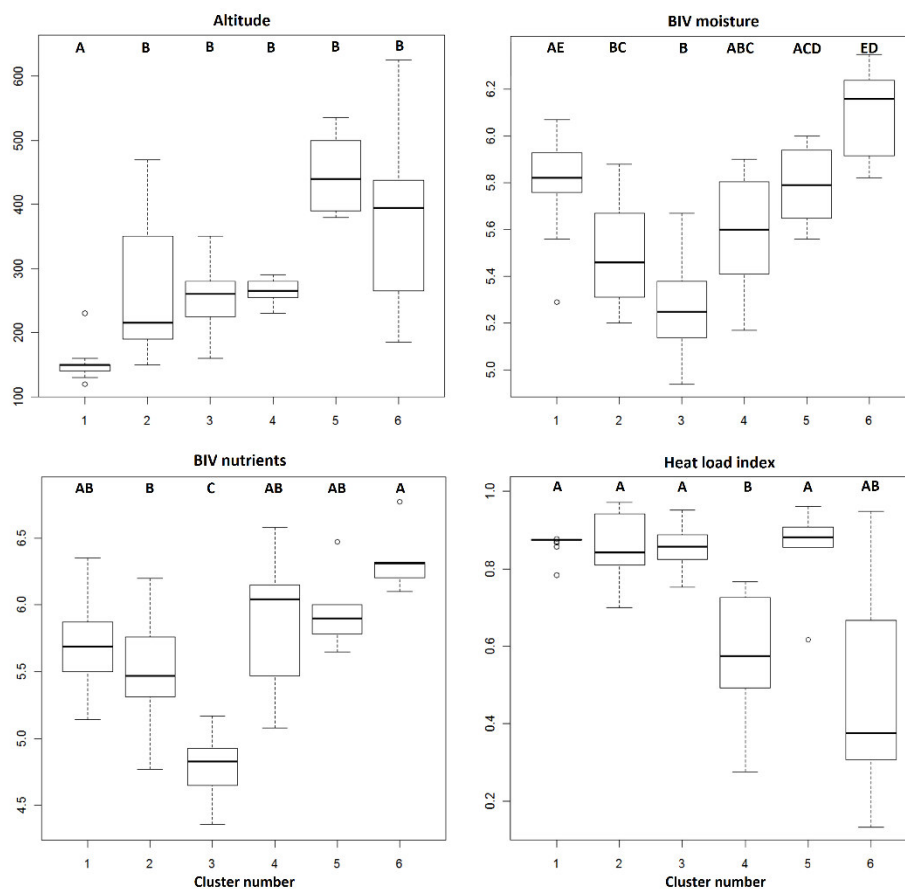 Altitude
A B B B B B
600
500
400
300
200
100
1 2 3 4 5 6
BIV moisture
AE BC B ABC ACD ED
6.2
6.0
5.8
5.6
5.4
5.2
5.0
1 2 3 4 5 6
BIV nutrients
AB B C AB AB A
6.5
6.0
5.5
5.0
4.5
1 2 3 4 5 6
Cluster number
Heat load index
A A A B A AB
1.0
0.8
0.6
0.4
0.2
1 2 3 4 5 6
Cluster number